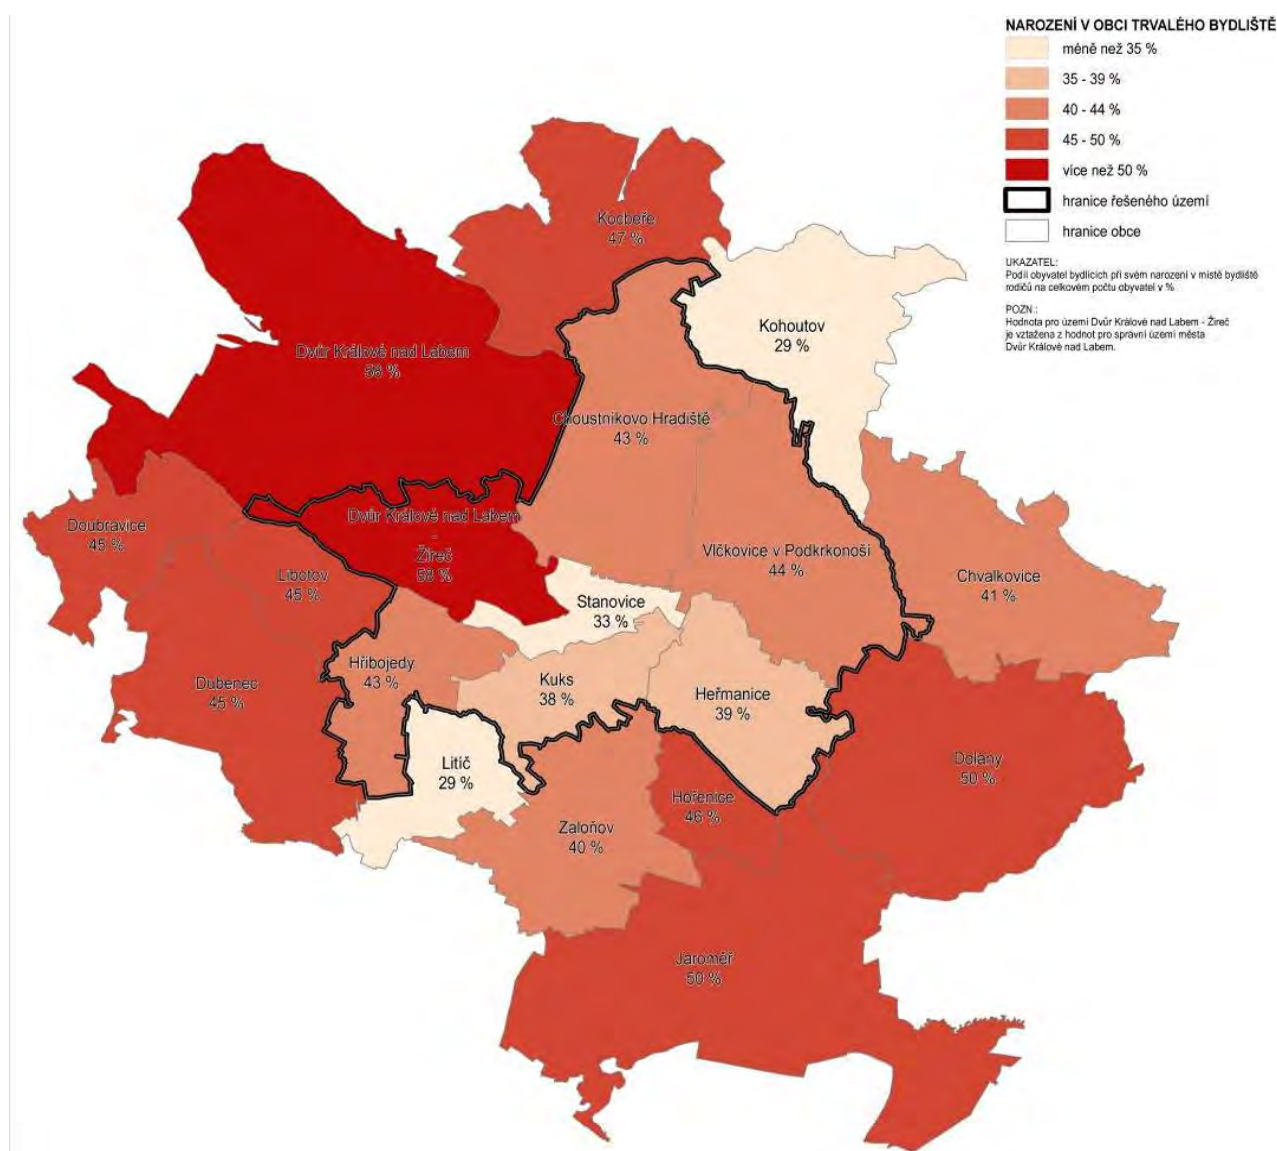 NAROZENÍ V OBCI TRVALÉHO BYDLIŠTĚ
méně než 35 %
35 - 39 %
40 - 44 %
45 - 50 %
více než 50 %
hranice řešeného území
hranice obce
UKAZATEL:
Podíl obyvatel bydlících při svém narození v místě bydliště
rodičů na celkovém počtu obyvatel v %
POZN.:
Hodnota pro území Dvůr Králové nad Labem - Žireč
je vztažena z hodnot pro správní území města
Dvůr Králové nad Labem.
Kocbeře
47 %
Kohoutov
29 %
Dvůr Králové nad Labem
58 %
Choustníkovo Hradiště
43 %
Dvůr Králové nad Labem
-
Žireč
58 %
Doubravice
45 %
Vlčkovice v Podkrkonoší
44 %
Libotov
45 %
Chvalkovice
41 %
Stanovice
33 %
Hřibojedy
43 %
Dubenec
45 %
Kuks
38 %
Heřmanice
39 %
Litíč
29 %
Dolany
50 %
Hořenice
46 %
Zaloňov
40 %
Jaroměř
50 %